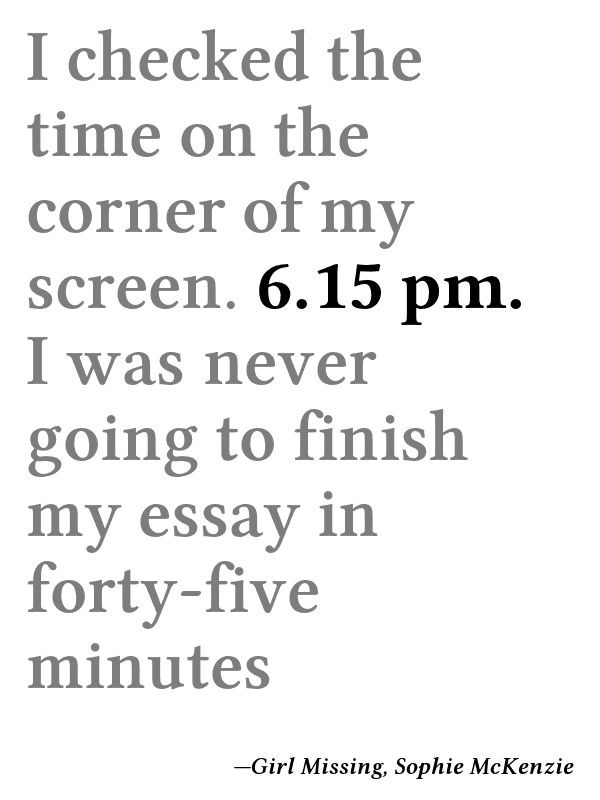 I checked the
time on the
corner of my
screen. 6.15 pm.
I was never
going to finish
my essay in
forty-five
minutes
—Girl Missing, Sophie McKenzie